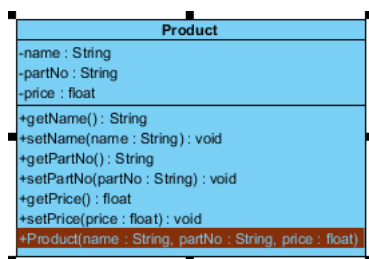 Product
-name : String
-partNo : String
-price : float
+getName() : String
+setName(name : String) : void
+getPartNo() : String
+setPartNo(partNo : String) : void
+getPrice() : float
+setPrice(price : float) : void
+Product(name : String, partNo : String, price : float)